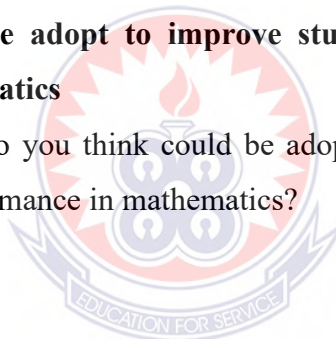 e adopt to improve stu
atics
o you think could be adop
mance in mathematics?
EDUCATION FOR SERVICE